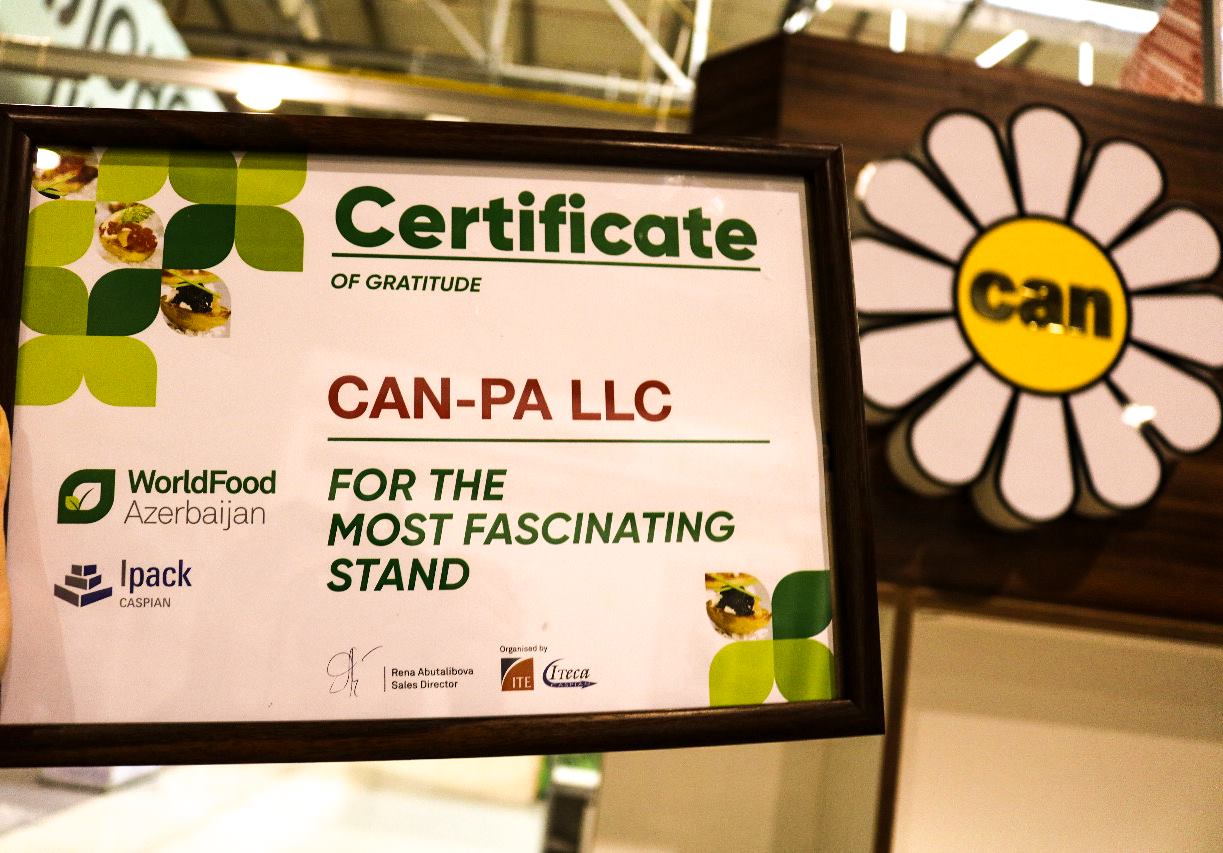 Certificate
OF GRATITUDE
CAN-PA LLC
FOR THE
MOST FASCINATING
STAND
WorldFood
Azerbaijan
Ipack
CASPIAN
Rena Abutalibova
Sales Director
Organised by
ITE
ITECA
CASPIAN
can